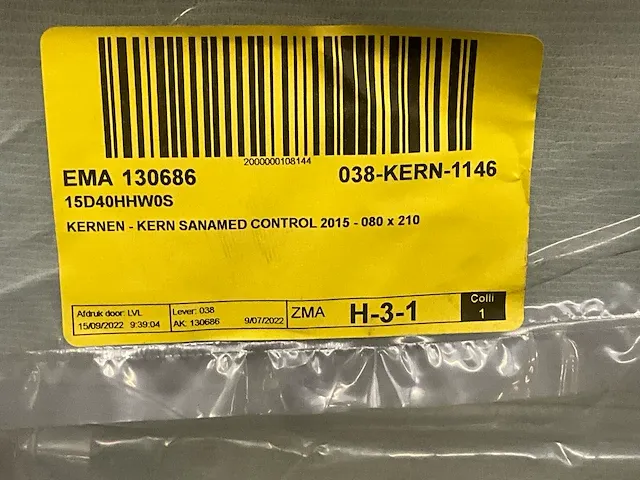 2000000108144
EMA 130686 038-KERN-1146
15D40HHW0S
KERNEN - KERN SANAMED CONTROL 2015 - 080 x 210
Afdruk door: LVL
15/09/2022 9:39:04
Lever: 038
AK: 130686 9/07/2022
ZMA H-3-1
Colli
1